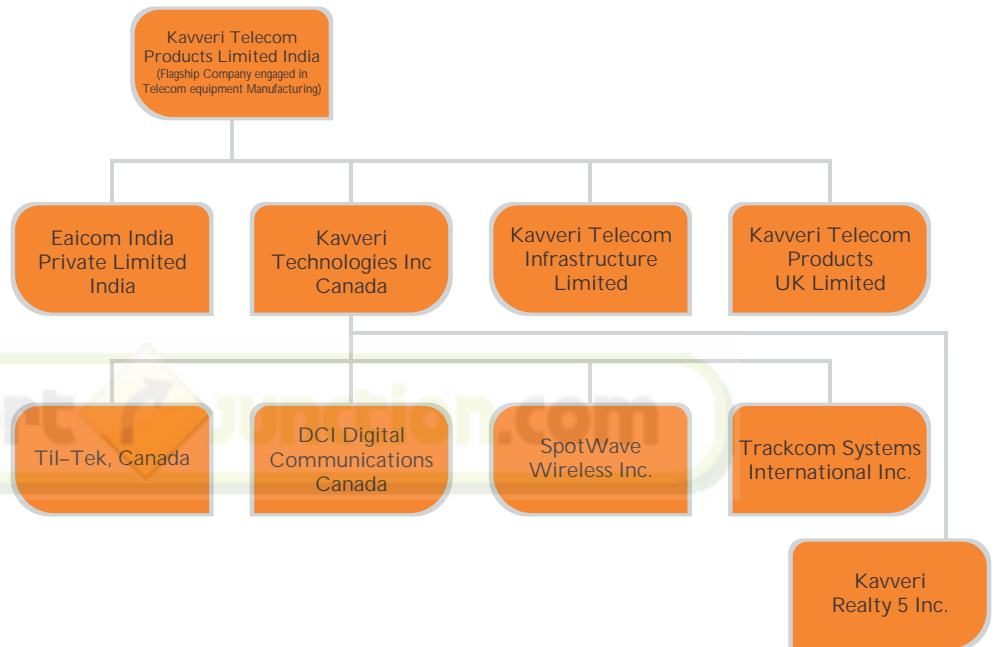 Kavveri Telecom
Products Limited India
(Flagship Company engaged in
Telecom equipment Manufacturing)
Eaicom India
Private Limited
India
Kavveri
Technologies Inc
Canada
Kavveri Telecom
Infrastructure
Limited
Kavveri Telecom
Products
UK Limited
Til-Tek, Canada
DCI Digital
Communications
Canada
SpotWave
Wireless Inc.
Trackcom Systems
International Inc.
Kavveri
Realty 5 Inc.
junction.com